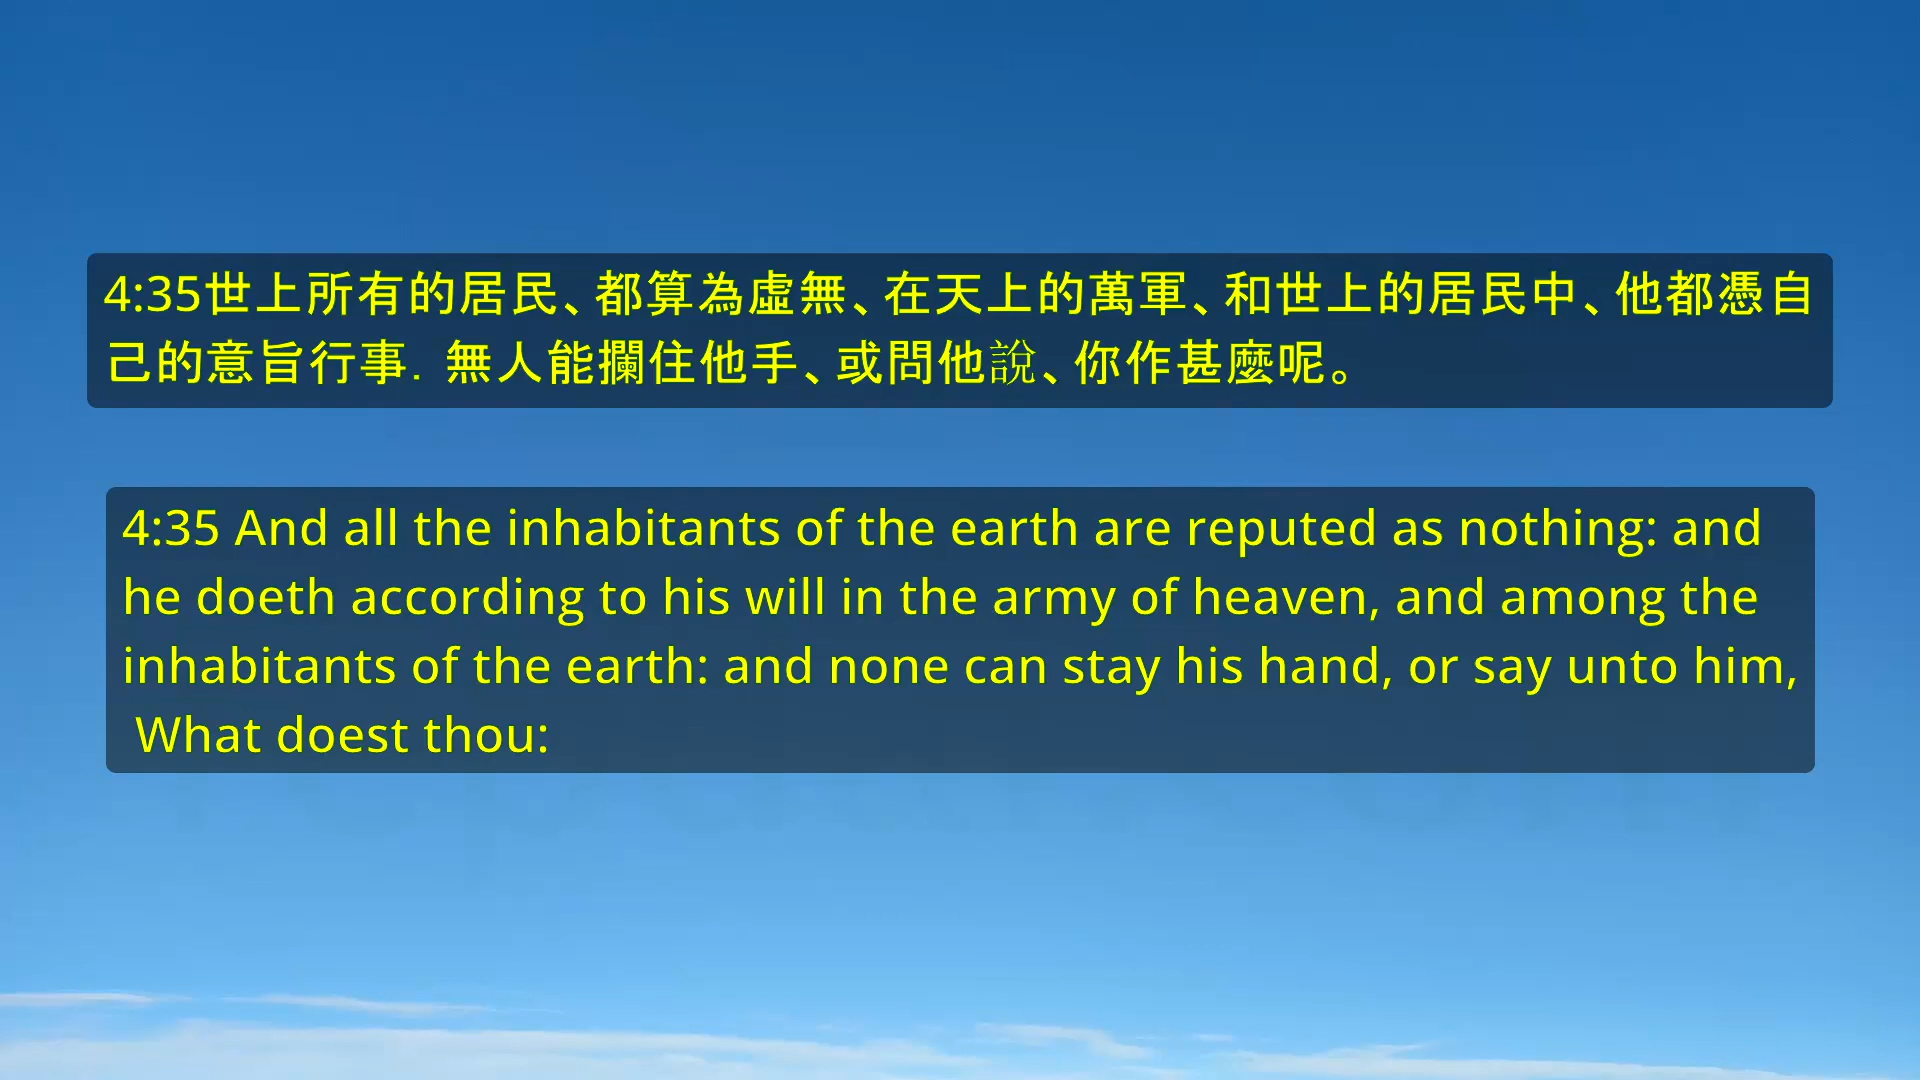 4:35世上所有的居民、都算為虛無、在天上的萬軍、和世上的居民中、他都憑自
己的意旨行事．無人能攔住他手、或問他說、你作甚麼呢。
4:35 And all the inhabitants of the earth are reputed as nothing: and
he doeth according to his will in the army of heaven, and among the
inhabitants of the earth: and none can stay his hand, or say unto him,
What doest thou: